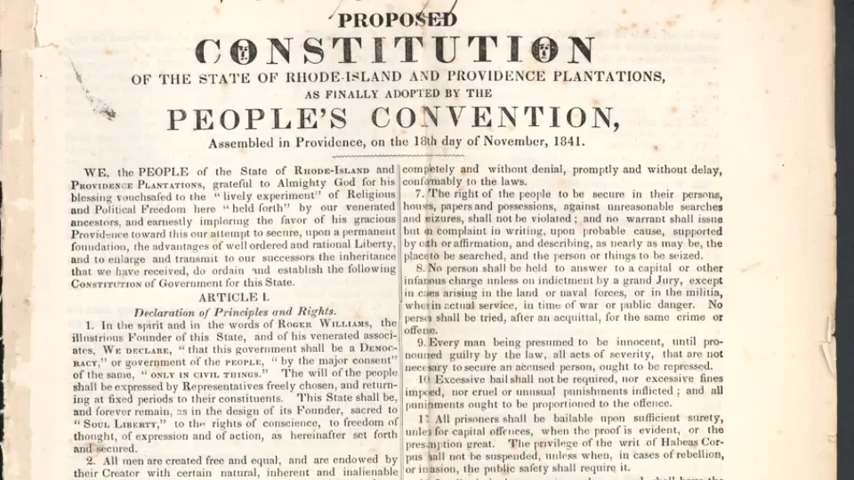 PROPOSED
CONSTITUTION
OF THE STATE OF RHODE-ISLAND AND PROVIDENCE PLANTATIONS,
AS FINALLY ADOPTED BY THE
PEOPLE'S CONVENTION,
Assembled in Providence, on the 18th day of November, 1841.
WE, the PEOPLE of the State of RHODE-ISLAND and
PROVIDENCE PLANTATIONS, grateful to Almighty God for his
blessing vouchsafed to the "lively experiment" of Religious
and Political Freedom here "held forth" by our venerated
ancestors, and earnestly imploring the favor of his gracious
Providence toward this our attempt to secure, upon a permanent
foundation, the advantages of well ordered and rational Liberty,
and to enlarge and transmit to our successors the inheritance
that we have received, do ordain and establish the following
CONSTITUTION of Government for this State.
ARTICLE I.
Declaration of Principles and Rights.
1. In the spirit and in the words of ROGER WILLIAMS, the
illustrious Founder of this State, and of his venerated associ-
ates, WE DECLARE, "that this government shall be a DEMOC-
RACY," or government of the PEOPLE, "by the major consent"
of the same, "ONLY IN CIVIL THINGS." The will of the people
shall be expressed by Representatives freely chosen, and return-
ing at fixed periods to their constituents. This State shall be,
and forever remain, as in the design of its Founder, sacred to
"SOUL LIBERTY," to the rights of conscience, to freedom of
thought, of expression and of action, as hereinafter set forth
and secured.
2. All men are created free and equal, and are endowed by
their Creator with certain natural, inherent and inalienable
completely and without denial, promptly and without delay,
conformably to the laws.
7. The right of the people to be secure in their persons,
houses, papers and possessions, against unreasonable searches
and seizures, shall not be violated; and no warrant shall issue
but on complaint in writing, upon probable cause, supported
by oath or affirmation, and describing, as nearly as may be, the
place to be searched, and the person or things to be seized.
8. No person shall be held to answer to a capital or other
infamous charge unless on indictment by a grand Jury, except
in cases arising in the land or naval forces, or in the militia,
when in actual service, in time of war or public danger. No
person shall be tried, after an acquittal, for the same crime or
offence.
9. Every man being presumed to be innocent, until pro-
nounced guilty by the law, all acts of severity, that are not
necessary to secure an accused person, ought to be repressed.
10. Excessive bail shall not be required, nor excessive fines
imposed, nor cruel or unusual punishments inflicted; and all
punishments ought to be proportioned to the offence.
11. All prisoners shall be bailable upon sufficient surety,
unless for capital offences, when the proof is evident, or the
presumption great. The privilege of the writ of Habeas Cor-
pus shall not be suspended, unless when, in cases of rebellion,
or invasion, the public safety shall require it.